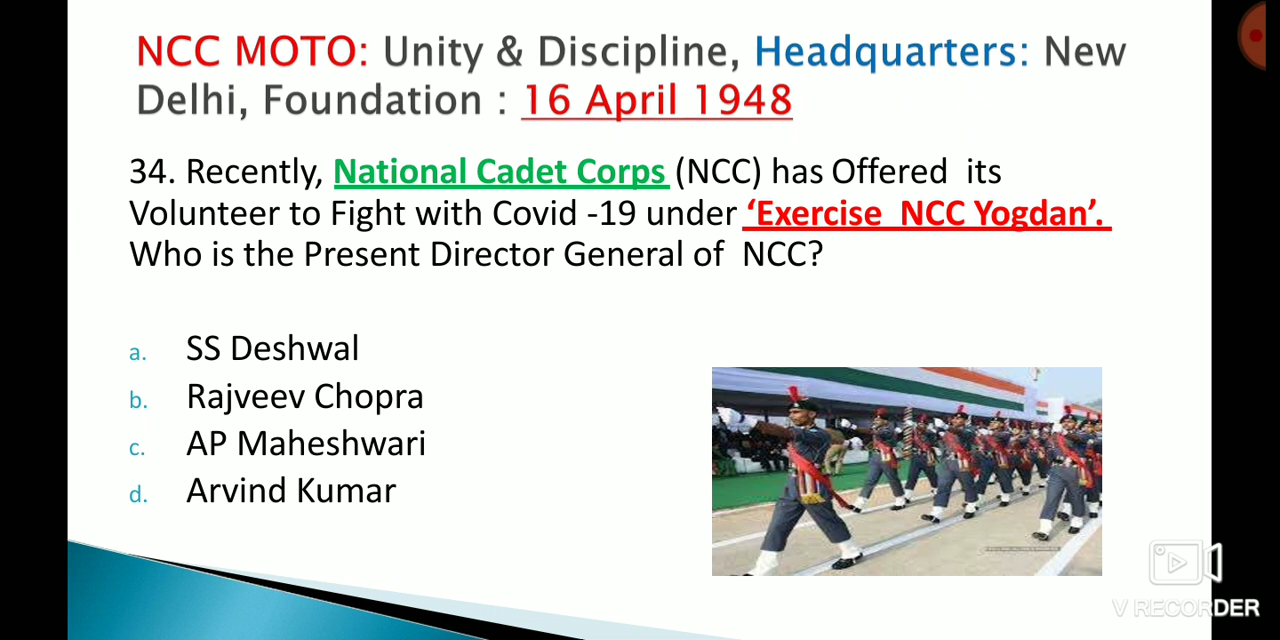 NCC MOTO: Unity & Discipline, Headquarters: New
Delhi, Foundation : 16 April 1948
34. Recently, National Cadet Corps (NCC) has Offered its
Volunteer to Fight with Covid -19 under ‘Exercise NCC Yogdan’.
Who is the Present Director General of NCC?
a. SS Deshwal
b. Rajveev Chopra
c. AP Maheshwari
d. Arvind Kumar
V RECORDER